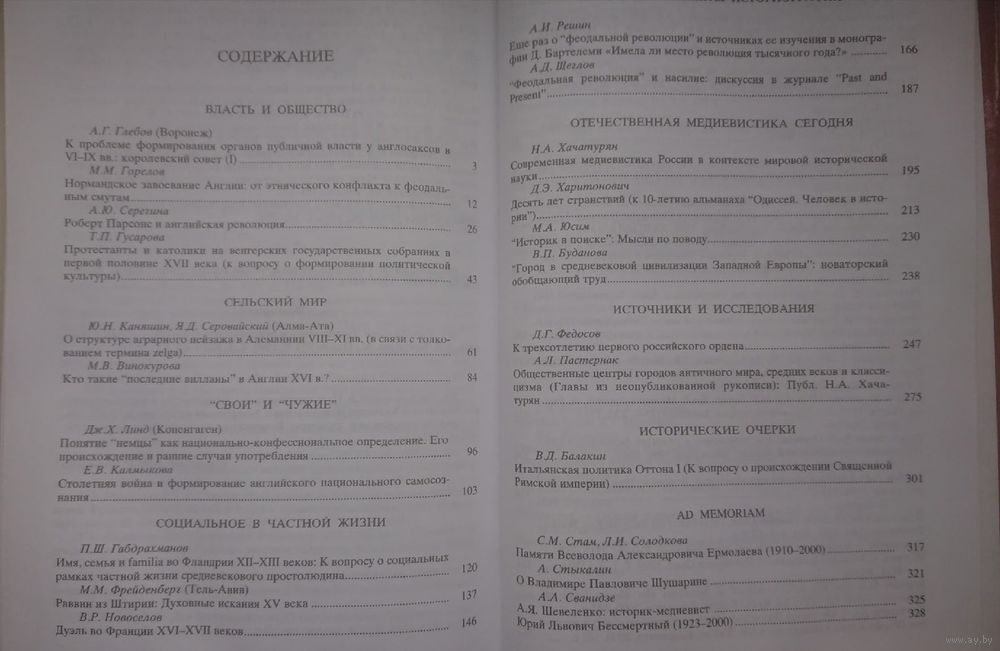 СОДЕРЖАНИЕ
ВЛАСТЬ И ОБЩЕСТВО
А.Г. Глебов (Воронеж)
К проблеме формирования органов публичной власти у англосаксов в
VI–IX вв.: королевский совет (I) 3
М.М. Горелов
Нормандское завоевание Англии: от этнического конфликта к феодаль-
ным смутам 12
А.Ю. Серегина
Роберт Парсонс и английская революция 26
Т.П. Гусарова
Протестанты и католики на венгерских государственных собраниях в
первой половине XVII века (к вопросу о формировании политической
культуры) 43
СЕЛЬСКИЙ МИР
Ю.Н. Каняшин, Я.Д. Серовайский (Алма-Ата)
О структуре аграрного пейзажа в Алеманнии VIII–XI вв. (в связи с толко-
ванием термина zelga) 61
М.В. Винокурова
Кто такие “последние вилланы” в Англии XVI в.? 84
“СВОИ” И “ЧУЖИЕ”
Дж.Х. Линд (Копенгаген)
Понятие “немцы” как национально-конфессиональное определение. Его
происхождение и ранние случаи употребления 96
Е.В. Калмыкова
Столетняя война и формирование английского национального самосоз-
нания 103
СОЦИАЛЬНОЕ В ЧАСТНОЙ ЖИЗНИ
П.Ш. Габдрахманов
Имя, семья и familia во Фландрии XII–XIII веков: К вопросу о социальных
рамках частной жизни средневекового простолюдина 120
М.М. Фрейденберг (Тель-Авив)
Раввин из Штирии: Духовные искания XV века 137
В.Р. Новоселов
Дуэль во Франции XVI–XVII веков 146
А.И. Решин
Еще раз о “феодальной революции” и источниках ее изучения в моногра-
фии Д. Бартелеми «Имела ли место революция тысячного года?» 166
А.Д. Щеглов
“Феодальная революция” и насилие: дискуссия в журнале “Past and
Present” 187
ОТЕЧЕСТВЕННАЯ МЕДИЕВИСТИКА СЕГОДНЯ
Н.А. Хачатурян
Современная медиевистика России в контексте мировой исторической
науки 195
Д.Э. Харитонович
Десять лет странствий (к 10-летию альманаха “Одиссей. Человек в исто-
рии”) 213
М.А. Юсим
“Историк в поиске”: Мысли по поводу 230
В.П. Буданова
“Город в средневековой цивилизации Западной Европы”: новаторский
обобщающий труд 238
ИСТОЧНИКИ И ИССЛЕДОВАНИЯ
Д.Г. Федосов
К трехсотлетию первого российского ордена 247
А.Л. Пастернак
Общественные центры городов античного мира, средних веков и класси-
цизма (Главы из неопубликованной рукописи): Публ. Н.А. Хача-
турян 275
ИСТОРИЧЕСКИЕ ОЧЕРКИ
В.Д. Балакин
Итальянская политика Оттона I (К вопросу о происхождении Священной
Римской империи) 301
AD MEMORIAM
С.М. Стам, Л.И. Солодкова
Памяти Всеволода Александровича Ермолаева (1910–2000) 317
А. Стыкалин
О Владимире Павловиче Шушарине 321
А.А. Сванидзе
А.Я. Шевеленко: историк-медиевист 325
Юрий Львович Бессмертный (1923–2000) 328
www.ay.by